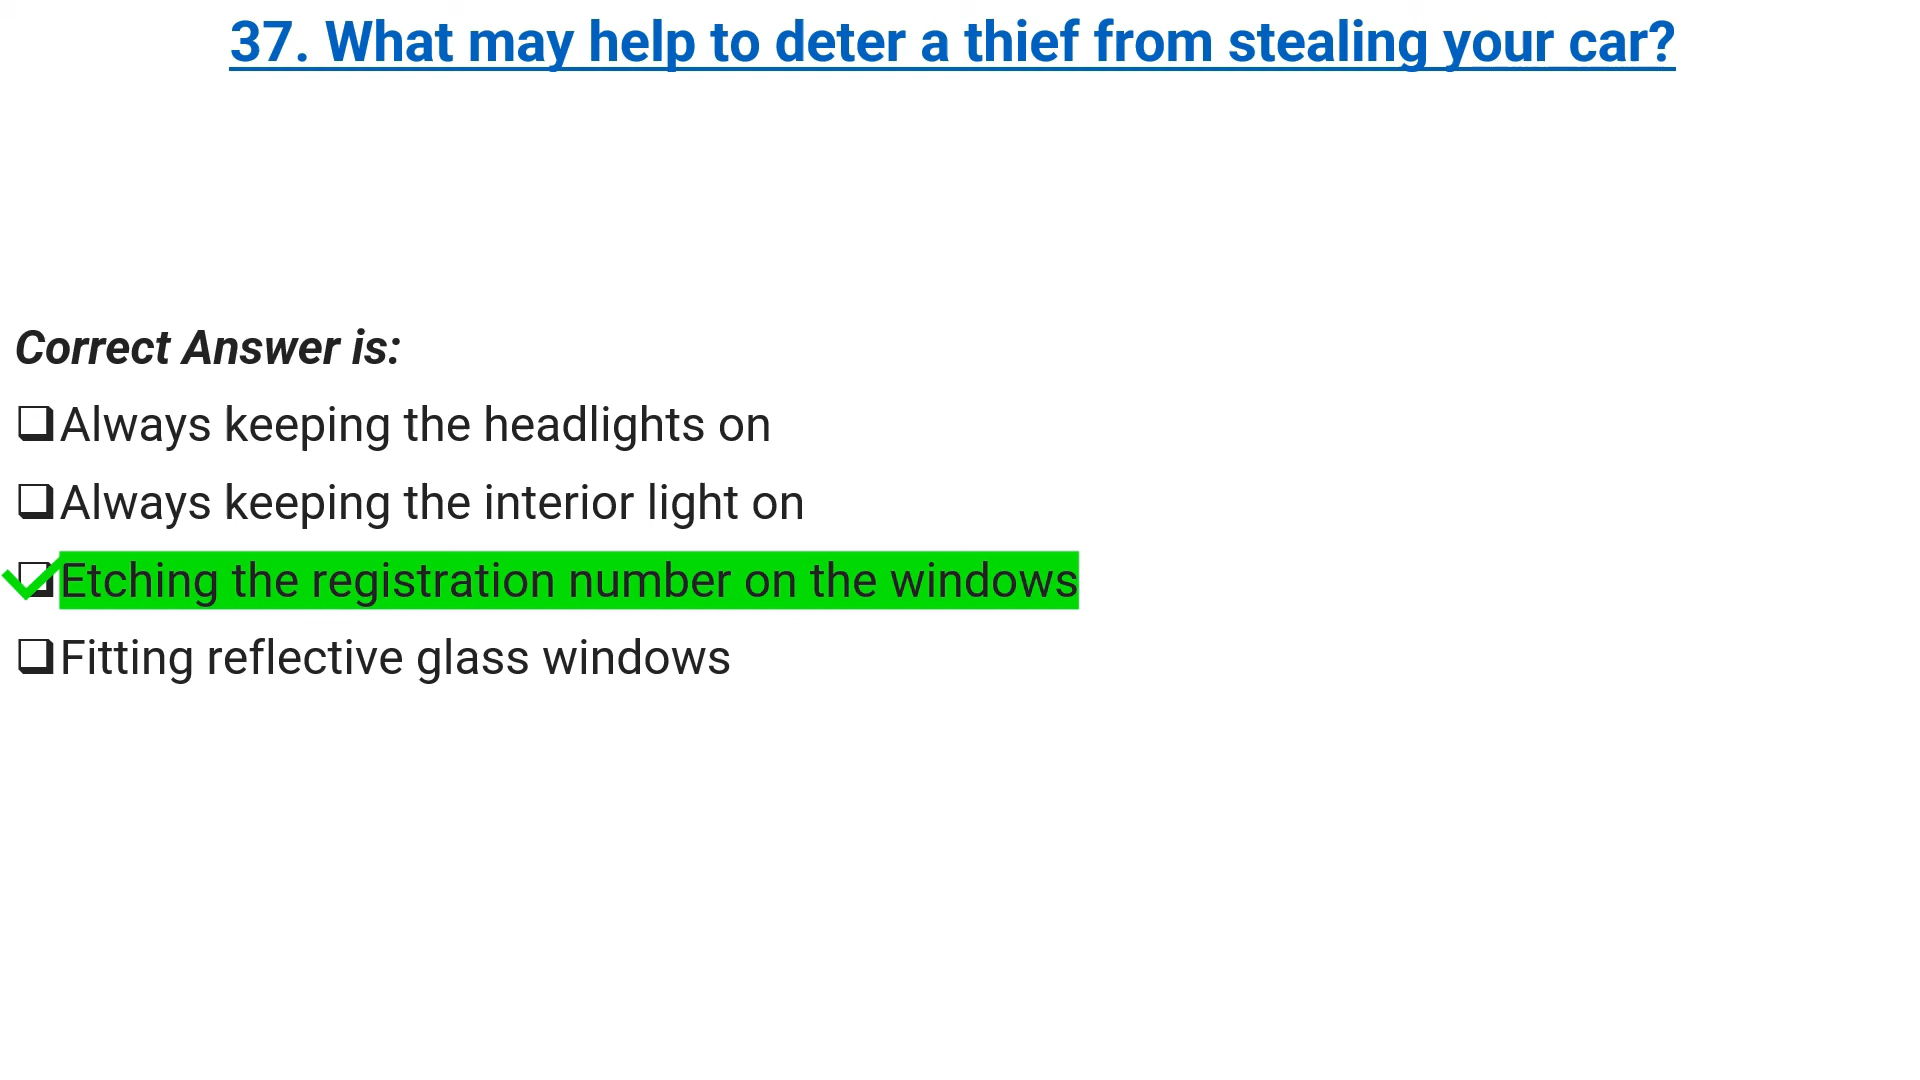 37. What may help to deter a thief from stealing your car?
Correct Answer is:
❑Always keeping the headlights on
❑Always keeping the interior light on
❑Etching the registration number on the windows
❑Fitting reflective glass windows